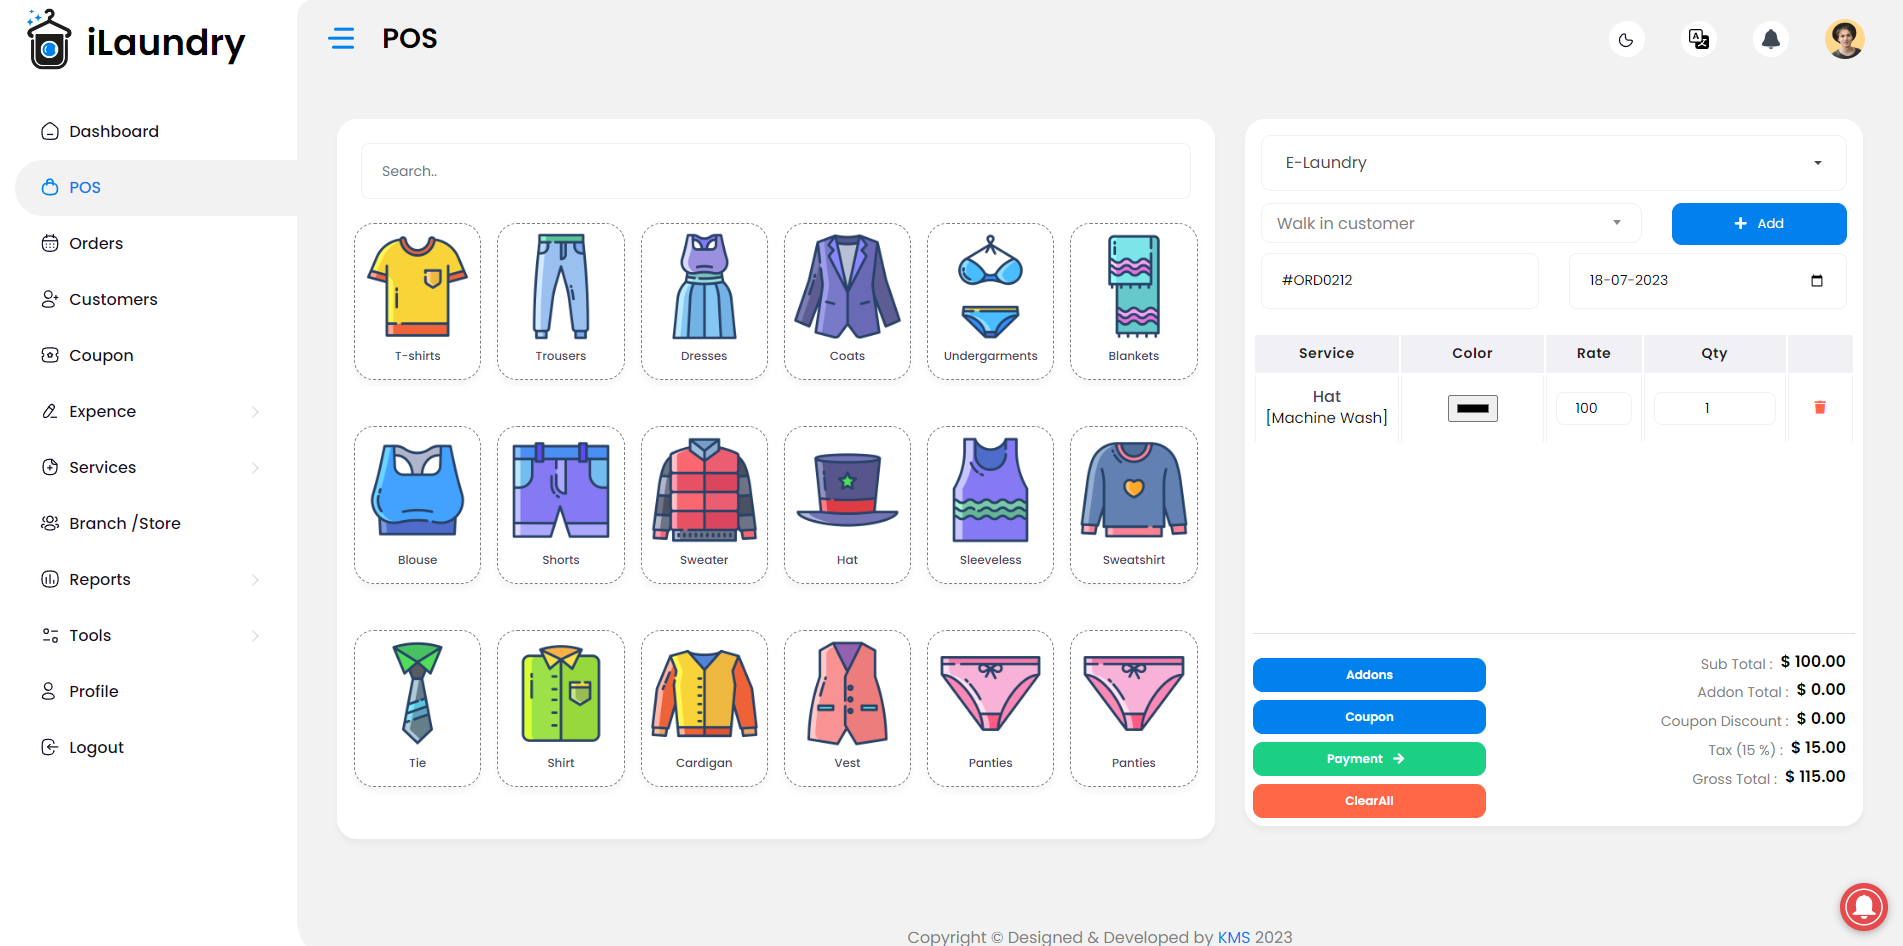 iLaundry
POS
Dashboard
POS
Orders
Customers
Coupon
Expence
Services
Branch /Store
Reports
Tools
Profile
Logout
Search..
T-shirts
Trousers
Dresses
Coats
Undergarments
Blankets
Blouse
Shorts
Sweater
Hat
Sleeveless
Sweatshirt
Tie
Shirt
Cardigan
Vest
Panties
Panties
E-Laundry
Walk in customer
Add
#ORD0212
18-07-2023
Service Color Rate Qty
Hat
[Machine Wash]
100
1
Addons
Coupon
Payment
ClearAll
Sub Total : $ 100.00
Addon Total : $ 0.00
Coupon Discount : $ 0.00
Tax (15 %) : $ 15.00
Gross Total : $ 115.00
Copyright © Designed & Developed by KMS 2023